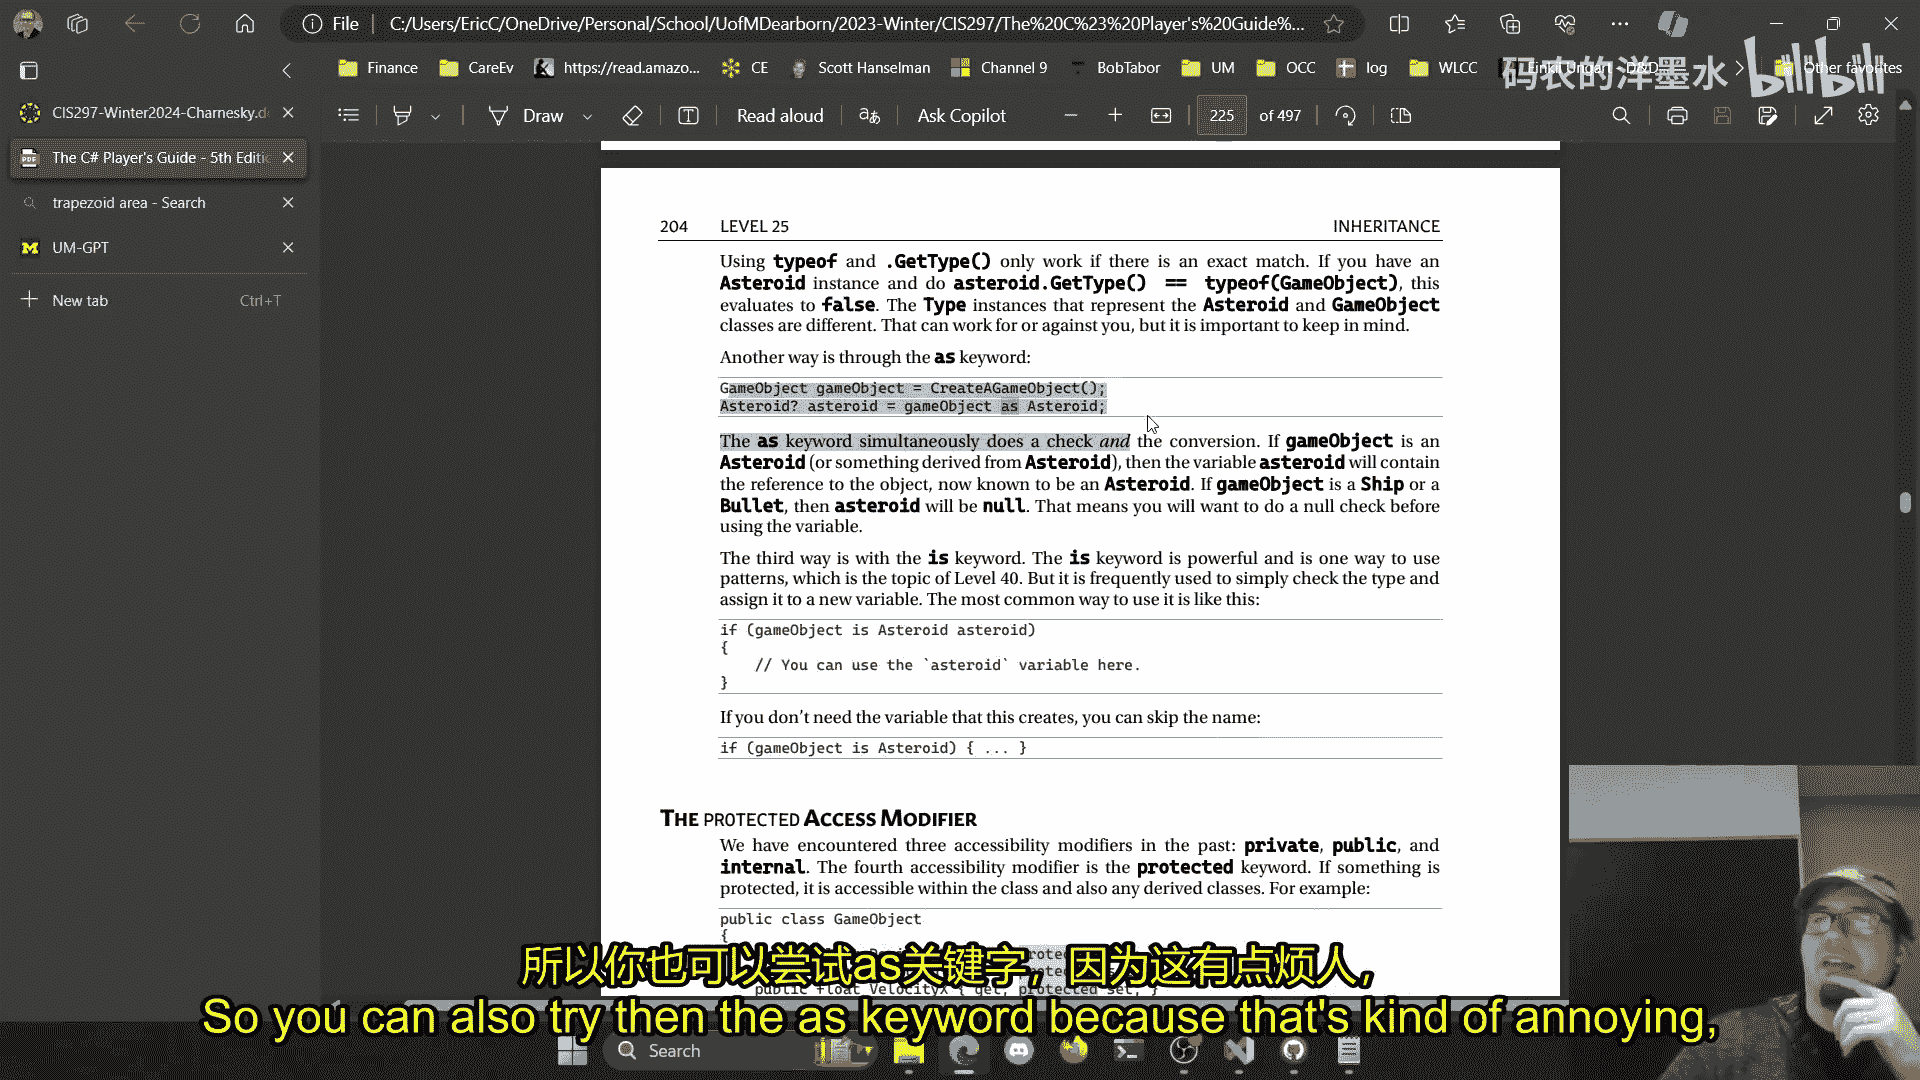 File
C:/Users/EricC/OneDrive/Personal/School/UofMDearborn/2023-Winter/CIS297/The%20C%23%20Player's%20Guide%...
Finance
CareEv
https://read.amazo...
CE
Scott Hanselman
Channel 9
BobTabor
UM
OCC
log
WLCC
Other favorites
码农的洋墨水 bilibili
CIS297-Winter2024-Charnesky.d
Draw
Read aloud
Ask Copilot
225 of 497
The C# Player's Guide - 5th Editi
trapezoid area - Search
UM-GPT
New tab Ctrl+T
204 LEVEL 25 INHERITANCE
Using typeof and .GetType() only work if there is an exact match. If you have an
Asteroid instance and do asteroid.GetType() == typeof(GameObject), this
evaluates to false. The Type instances that represent the Asteroid and GameObject
classes are different. That can work for or against you, but it is important to keep in mind.
Another way is through the as keyword:
GameObject gameObject = CreateAGameObject();
Asteroid? asteroid = gameObject as Asteroid;
The as keyword simultaneously does a check and the conversion. If gameObject is an
Asteroid (or something derived from Asteroid), then the variable asteroid will contain
the reference to the object, now known to be an Asteroid. If gameObject is a Ship or a
Bullet, then asteroid will be null. That means you will want to do a null check before
using the variable.
The third way is with the is keyword. The is keyword is powerful and is one way to use
patterns, which is the topic of Level 40. But it is frequently used to simply check the type and
assign it to a new variable. The most common way to use it is like this:
if (gameObject is Asteroid asteroid)
{
// You can use the `asteroid` variable here.
}
If you don't need the variable that this creates, you can skip the name:
if (gameObject is Asteroid) { ... }
THE PROTECTED ACCESS MODIFIER
We have encountered three accessibility modifiers in the past: private, public, and
internal. The fourth accessibility modifier is the protected keyword. If something is
protected, it is accessible within the class and also any derived classes. For example:
public class GameObject
{
public float VelocityX { get; protected set; }
所以你也可以尝试as关键字，因为这有点烦人，
So you can also try then the as keyword because that's kind of annoying,
Search